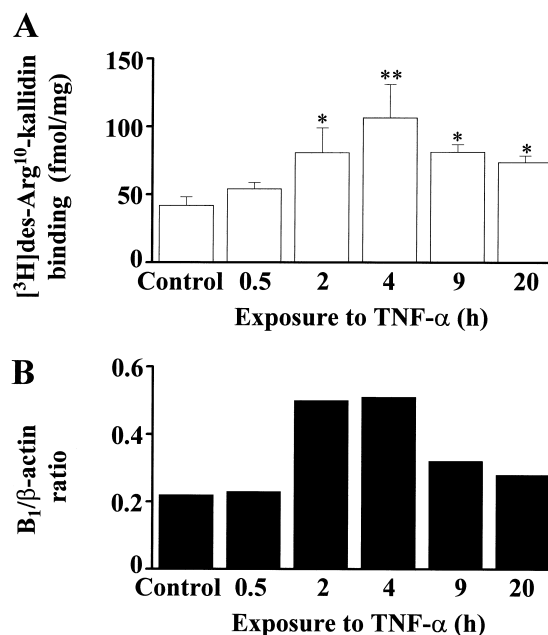 A
[³H]des-Arg¹⁰-kallidin
binding (fmol/mg)
150
100
50
0
*
**
*
*
Control 0.5 2 4 9 20
Exposure to TNF-α (h)
B
B₁/β-actin
ratio
0.6
0.4
0.2
0
Control 0.5 2 4 9 20
Exposure to TNF-α (h)